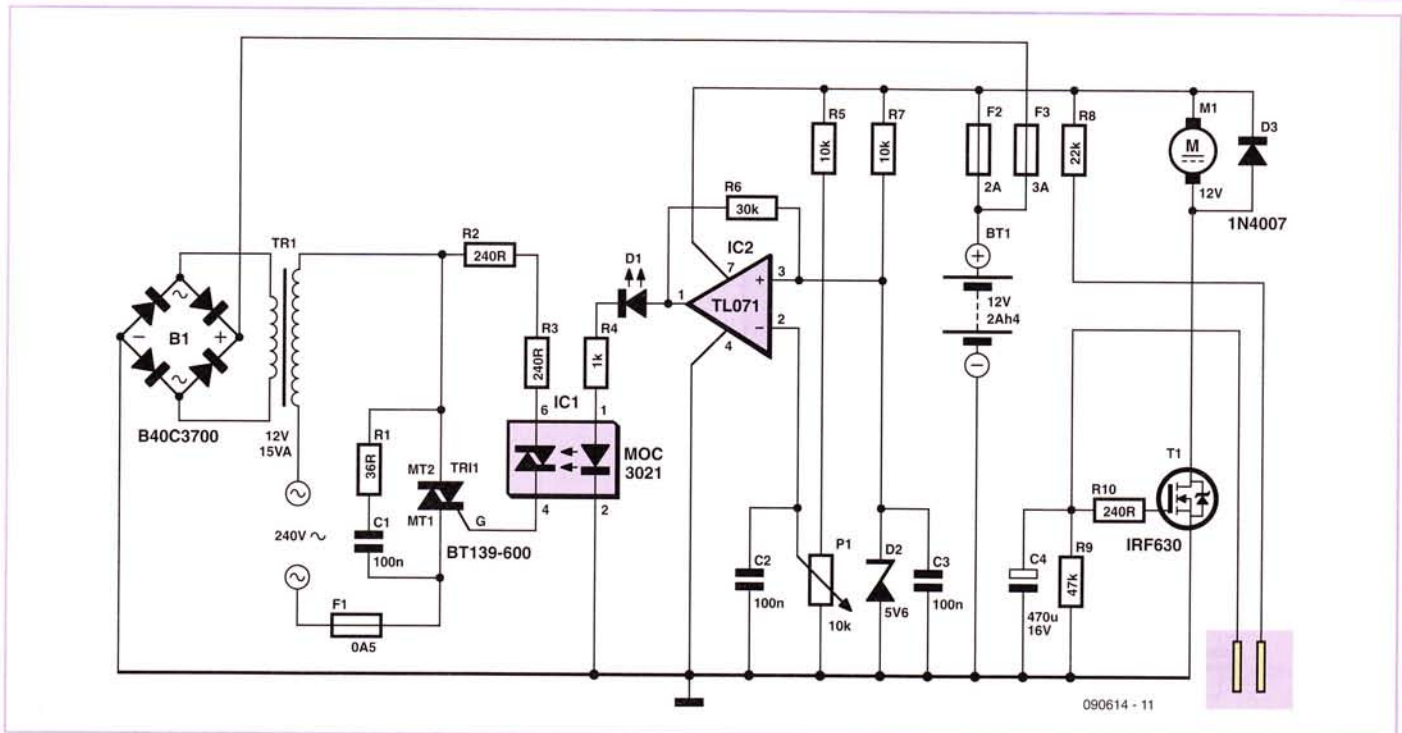 TR1
B1
B40C3700
12V
15VA
240V ~
F1
0A5
R1
36R
C1
100n
MT2
MT1
TRI1
G
BT139-600
R2
240R
R3
240R
IC1
6
1
4
2
MOC
3021
D1
R4
1k
R6
30k
IC2
TL071
7
3
+
2
−
1
4
R5
10k
R7
10k
C2
100n
P1
10k
D2
5V6
C3
100n
F2
2A
F3
3A
BT1
+
12V
2Ah4
−
R8
22k
M1
M
12V
D3
1N4007
T1
IRF630
R10
240R
R9
47k
C4
470u
16V
090614 - 11